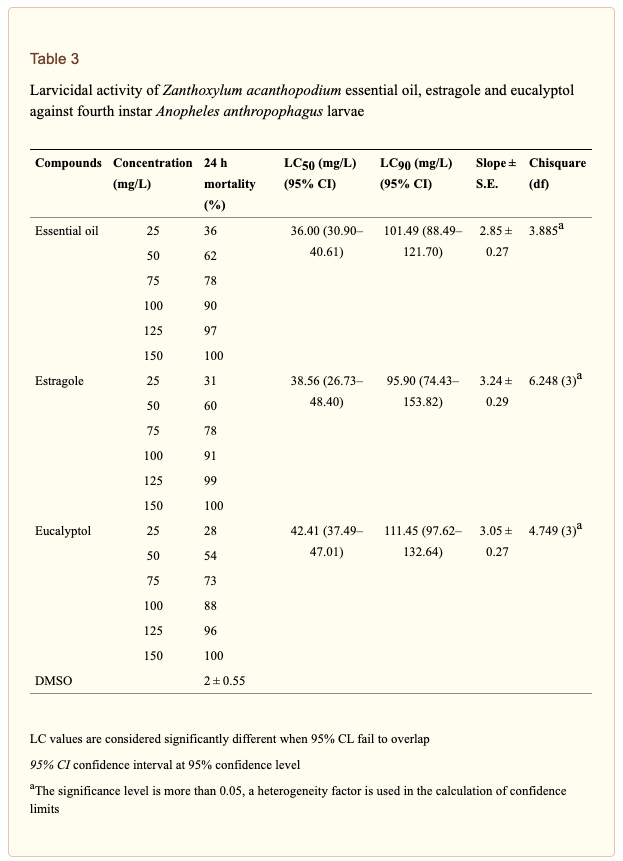 Table 3
Larvicidal activity of Zanthoxylum acanthopodium essential oil, estragole and eucalyptol
against fourth instar Anopheles anthropophagus larvae
Compounds Concentration 24 h LC50 (mg/L) LC90 (mg/L) Slope ± Chisquare
(mg/L) mortality (95% CI) (95% CI) S.E. (df)
(%)
Essential oil 25 36 36.00 (30.90– 101.49 (88.49– 2.85 ± 3.885a
50 62 40.61) 121.70) 0.27
75 78
100 90
125 97
150 100
Estragole 25 31 38.56 (26.73– 95.90 (74.43– 3.24 ± 6.248 (3)a
50 60 48.40) 153.82) 0.29
75 78
100 91
125 99
150 100
Eucalyptol 25 28 42.41 (37.49– 111.45 (97.62– 3.05 ± 4.749 (3)a
50 54 47.01) 132.64) 0.27
75 73
100 88
125 96
150 100
DMSO 2 ± 0.55
LC values are considered significantly different when 95% CL fail to overlap
95% CI confidence interval at 95% confidence level
aThe significance level is more than 0.05, a heterogeneity factor is used in the calculation of confidence
limits